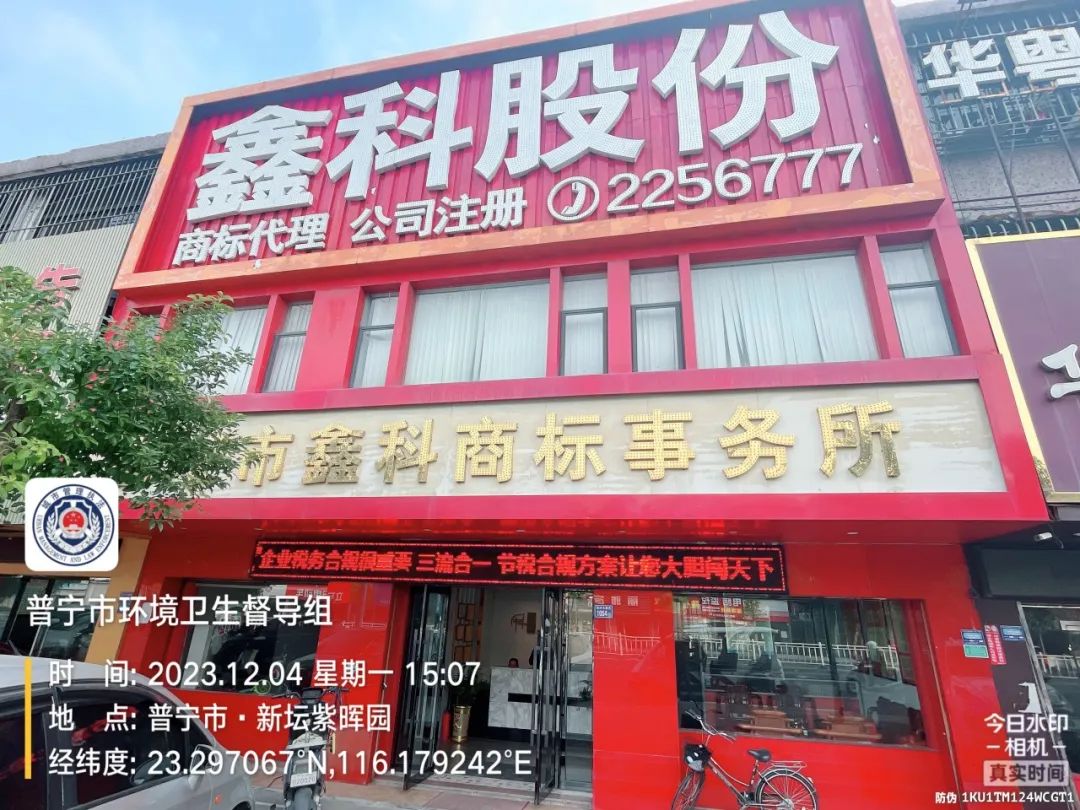 鑫科股份
商标代理 公司注册 2256777
华粤
市鑫科商标事务所
企业税务合规很重要 三流合一 节税合规方案让您大胆闯天下
普宁市环境卫生督导组
时 间: 2023.12.04 星期一 15:07
地 点: 普宁市·新坛紫晖园
经纬度: 23.297067°N,116.179242°E
今日水印
相机
真实时间
防伪 1KU1TM124WCGT1